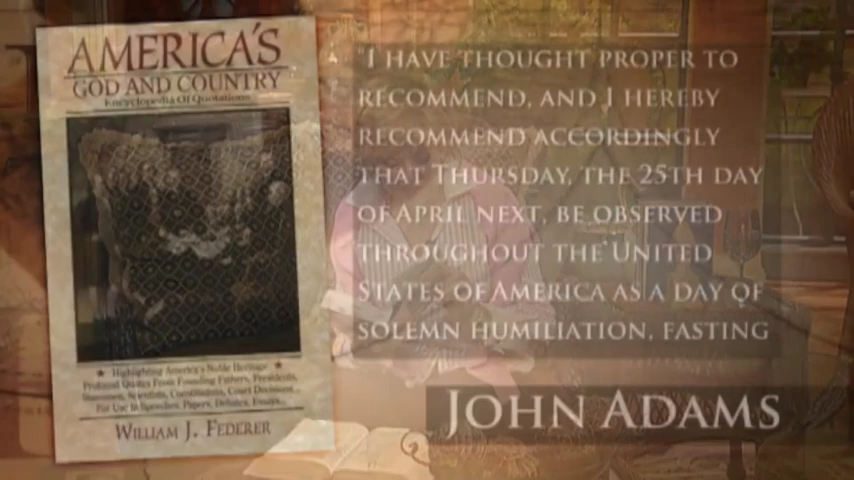 AMERICA'S
GOD AND COUNTRY
Encyclopedia Of Quotations
★ Highlighting America's Noble Heritage ★
Profound Quotes From Founding Fathers, Presidents,
Statesmen, Scientists, Constitutions, Court Decisions...
For Use In Speeches, Papers, Debates, Essays...
WILLIAM J. FEDERER
"I HAVE THOUGHT PROPER TO
RECOMMEND, AND I HEREBY
RECOMMEND ACCORDINGLY
THAT THURSDAY, THE 25TH DAY
OF APRIL NEXT, BE OBSERVED
THROUGHOUT THE UNITED
STATES OF AMERICA AS A DAY OF
SOLEMN HUMILIATION, FASTING
JOHN ADAMS